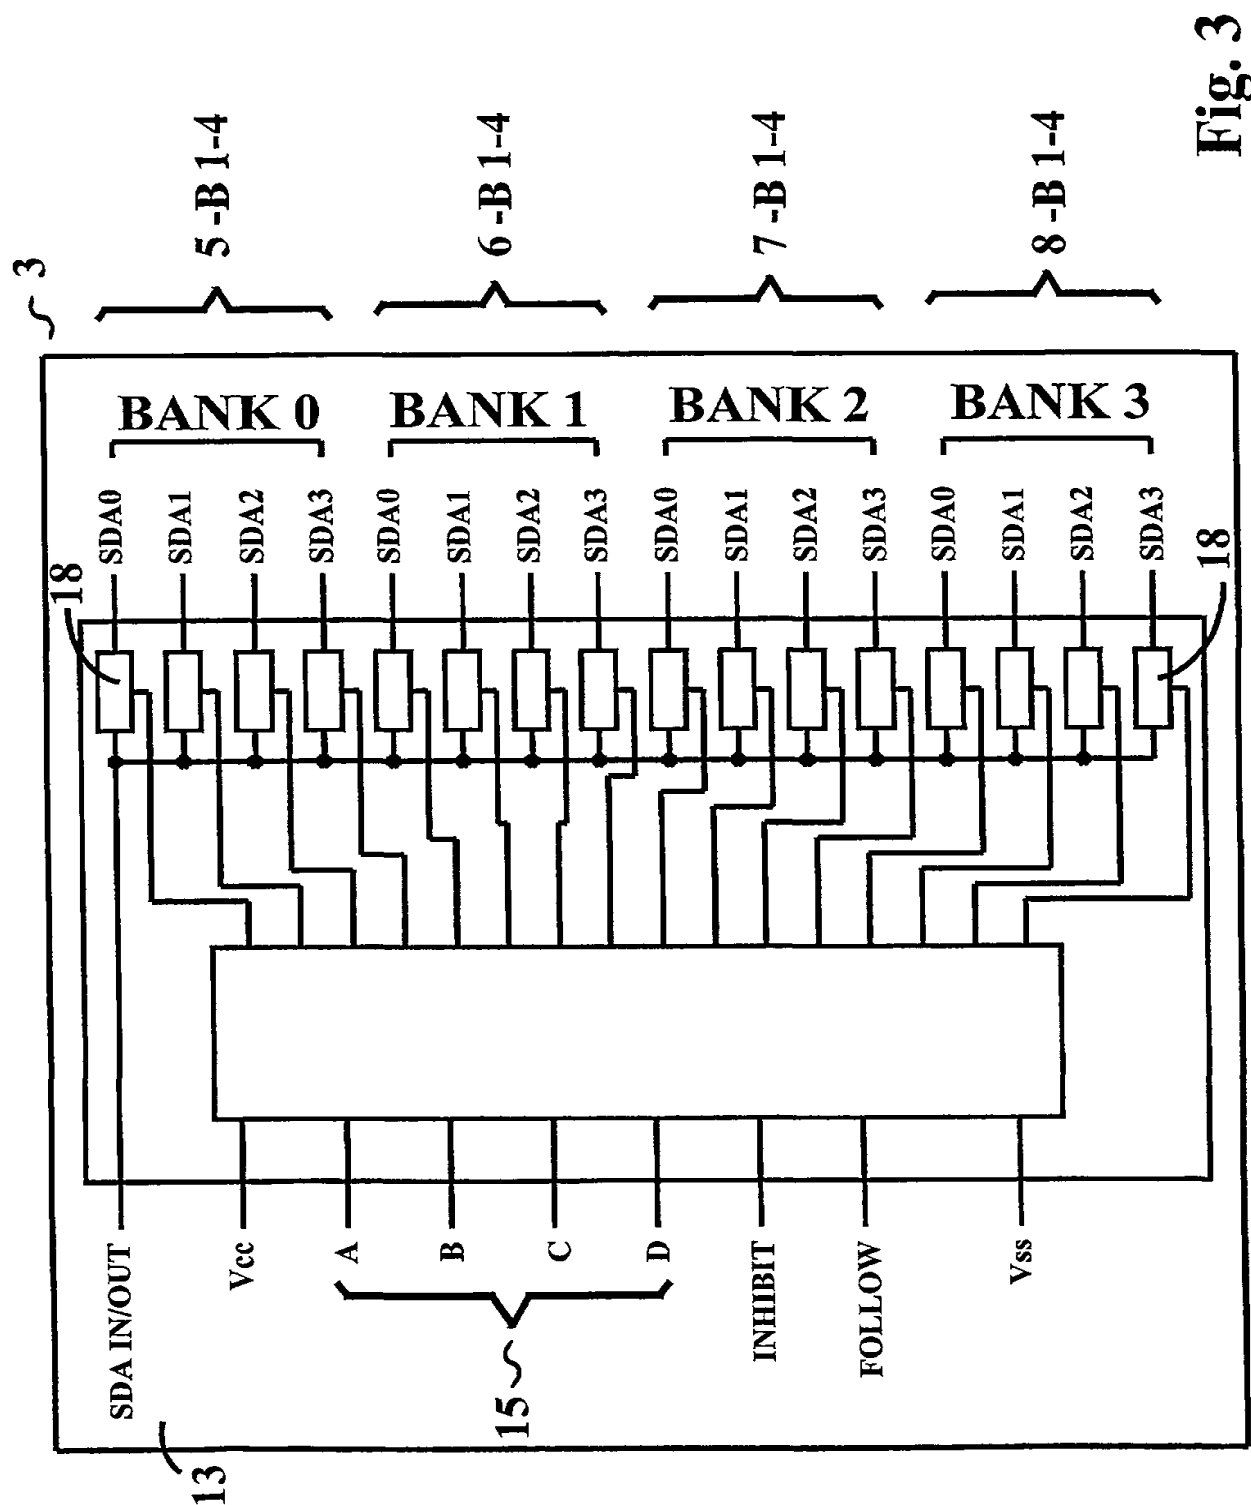 3
5 -B 1-4
6 -B 1-4
7 -B 1-4
8 -B 1-4
BANK 0
BANK 1
BANK 2
BANK 3
SDA0
SDA1
SDA2
SDA3
SDA0
SDA1
SDA2
SDA3
SDA0
SDA1
SDA2
SDA3
SDA0
SDA1
SDA2
SDA3
18
18
SDA IN/OUT
Vcc
A
B
C
D
INHIBIT
FOLLOW
Vss
15
13
Fig. 3